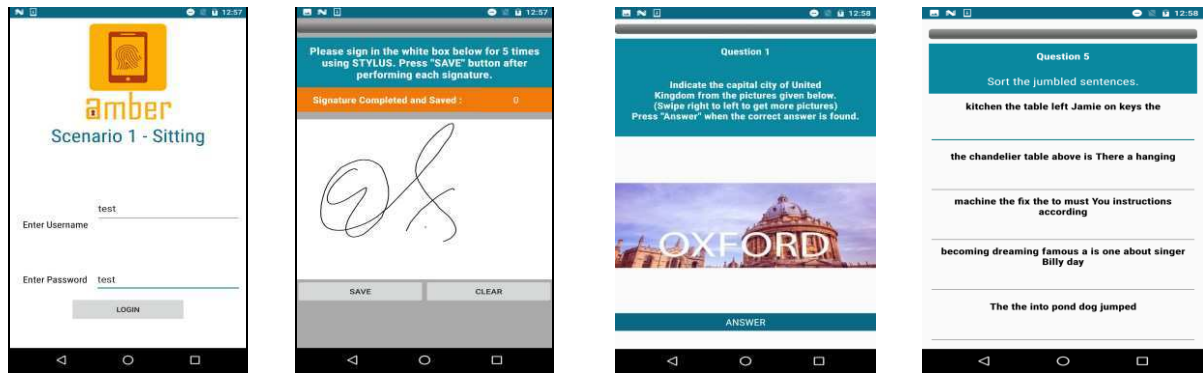 12:57
amber
Scenario 1 - Sitting
test
Enter Username
Enter Password test
LOGIN
12:57
Please sign in the white box below for 5 times
using STYLUS. Press "SAVE" button after
performing each signature.
Signature Completed and Saved : 0
SAVE CLEAR
12:58
Question 1
Indicate the capital city of United
Kingdom from the pictures given below.
(Swipe right to left to get more pictures)
Press "Answer" when the correct answer is found.
OXFORD
ANSWER
12:58
Question 5
Sort the jumbled sentences.
kitchen the table left Jamie on keys the
the chandelier table above is There a hanging
machine the fix the to must You instructions
according
becoming dreaming famous a is one about singer
Billy day
The the into pond dog jumped